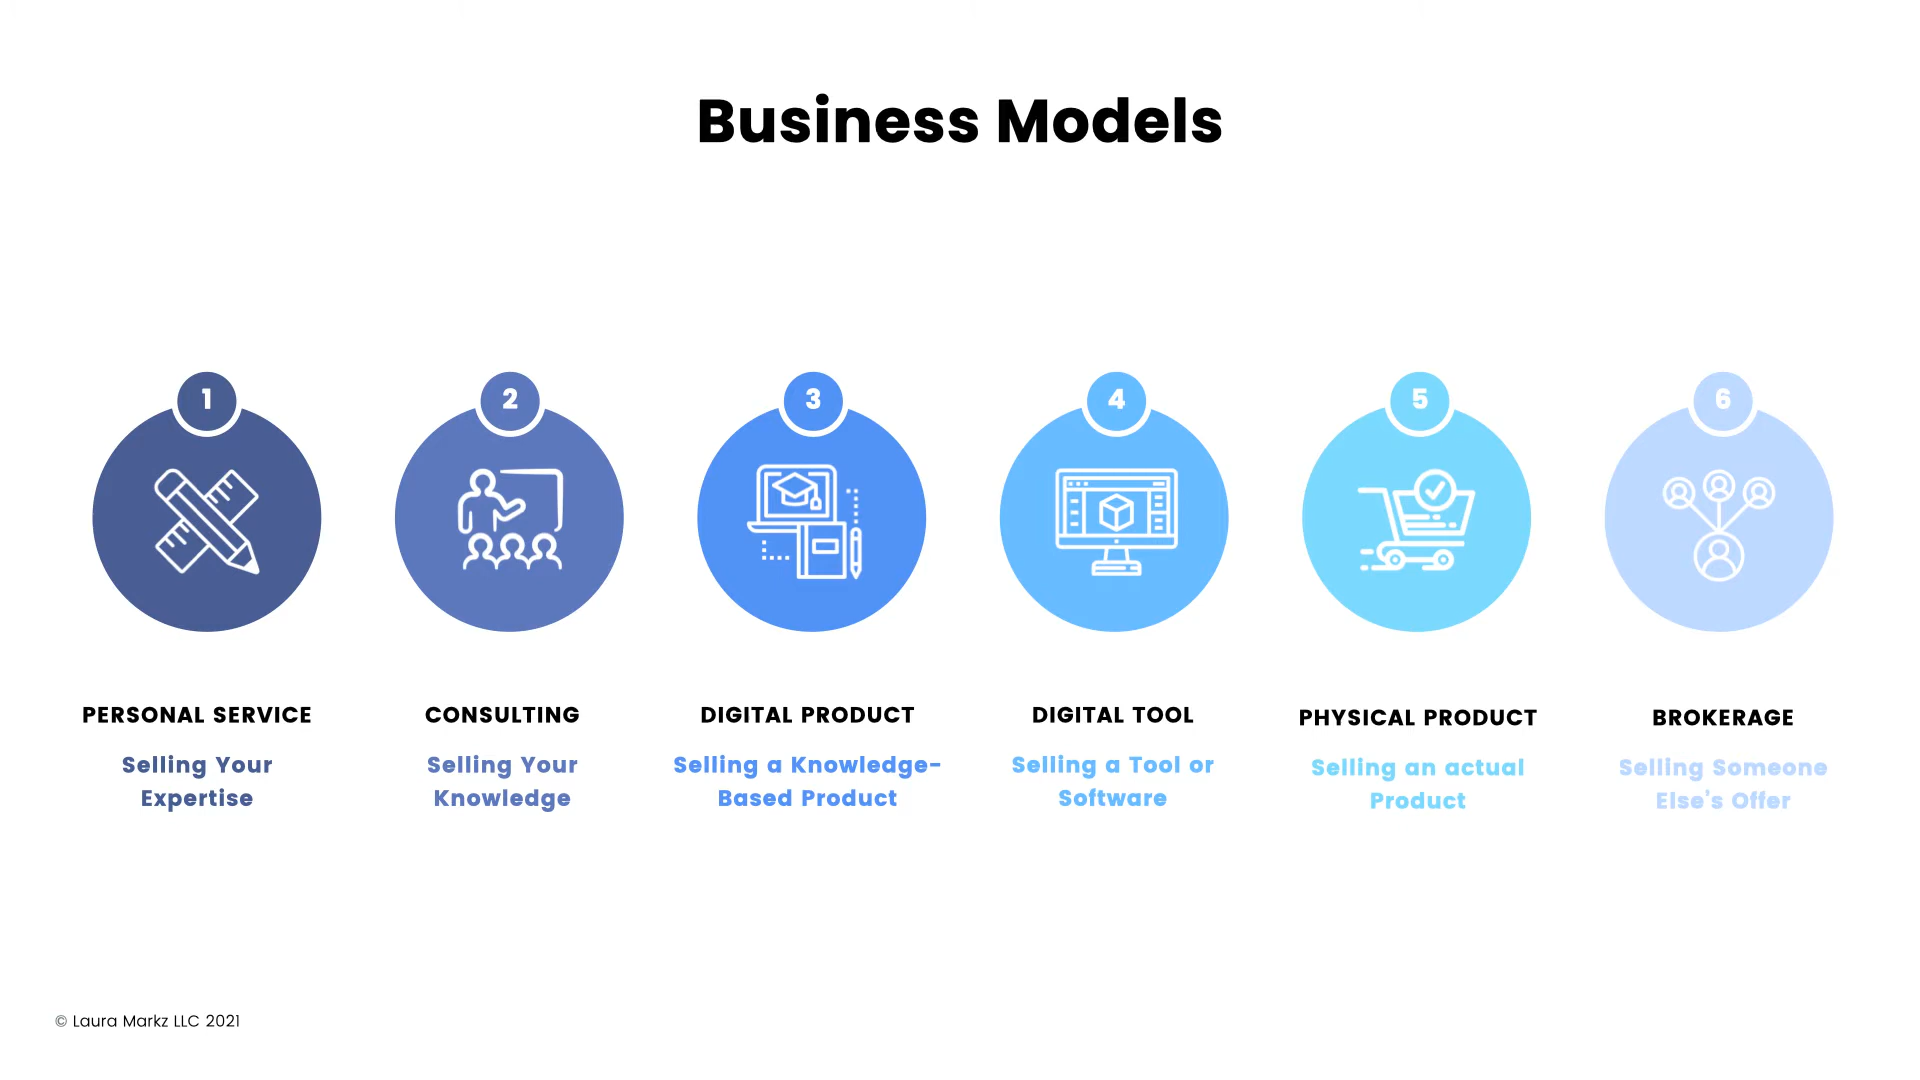 Business Models
1
2
3
4
5
6
PERSONAL SERVICE
Selling Your
Expertise
CONSULTING
Selling Your
Knowledge
DIGITAL PRODUCT
Selling a Knowledge-
Based Product
DIGITAL TOOL
Selling a Tool or
Software
PHYSICAL PRODUCT
Selling an actual
Product
BROKERAGE
Selling Someone
Else's Offer
© Laura Markz LLC 2021